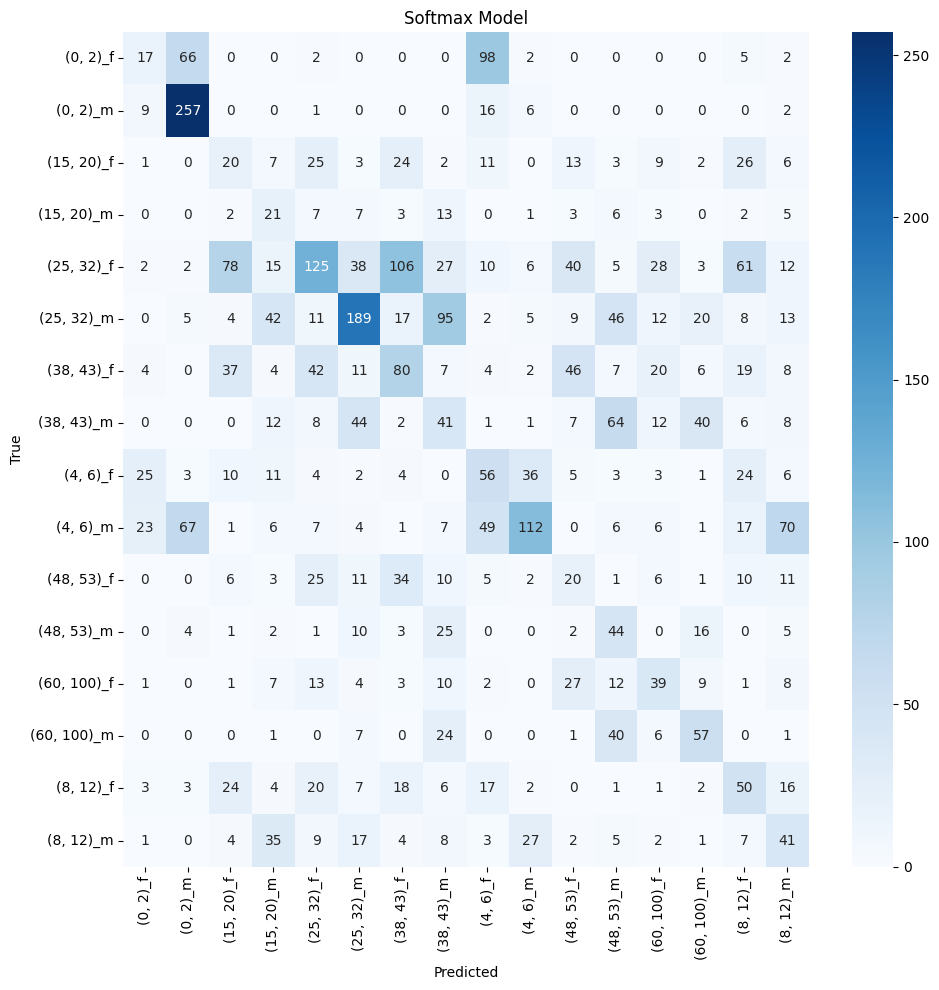 Softmax Model
(0, 2)_f 17 66 0 0 2 0 0 0 98 2 0 0 0 0 5 2
(0, 2)_m 9 257 0 0 1 0 0 0 16 6 0 0 0 0 0 2
(15, 20)_f 1 0 20 7 25 3 24 2 11 0 13 3 9 2 26 6
(15, 20)_m 0 0 2 21 7 7 3 13 0 1 3 6 3 0 2 5
(25, 32)_f 2 2 78 15 125 38 106 27 10 6 40 5 28 3 61 12
(25, 32)_m 0 5 4 42 11 189 17 95 2 5 9 46 12 20 8 13
(38, 43)_f 4 0 37 4 42 11 80 7 4 2 46 7 20 6 19 8
(38, 43)_m 0 0 0 12 8 44 2 41 1 1 7 64 12 40 6 8
(4, 6)_f 25 3 10 11 4 2 4 0 56 36 5 3 3 1 24 6
(4, 6)_m 23 67 1 6 7 4 1 7 49 112 0 6 6 1 17 70
(48, 53)_f 0 0 6 3 25 11 34 10 5 2 20 1 6 1 10 11
(48, 53)_m 0 4 1 2 1 10 3 25 0 0 2 44 0 16 0 5
(60, 100)_f 1 0 1 7 13 4 3 10 2 0 27 12 39 9 1 8
(60, 100)_m 0 0 0 1 0 7 0 24 0 0 1 40 6 57 0 1
(8, 12)_f 3 3 24 4 20 7 18 6 17 2 0 1 1 2 50 16
(8, 12)_m 1 0 4 35 9 17 4 8 3 27 2 5 2 1 7 41
True
(0, 2)_f (0, 2)_m (15, 20)_f (15, 20)_m (25, 32)_f (25, 32)_m (38, 43)_f (38, 43)_m (4, 6)_f (4, 6)_m (48, 53)_f (48, 53)_m (60, 100)_f (60, 100)_m (8, 12)_f (8, 12)_m
Predicted
250
200
150
100
50
0